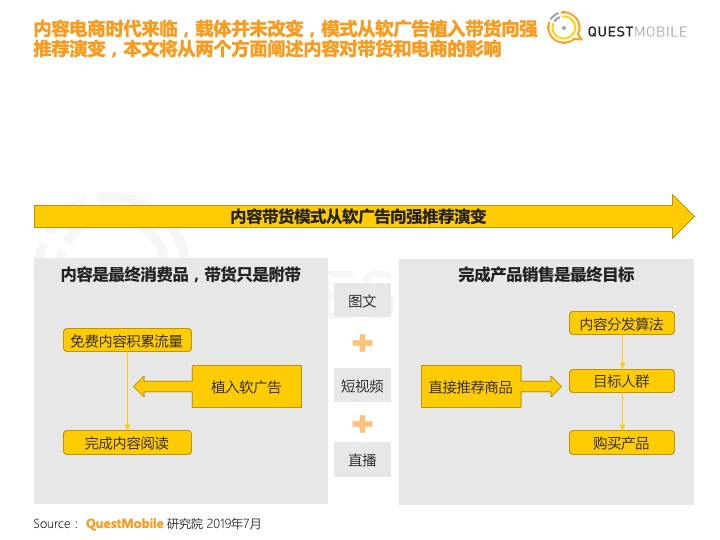 内容电商时代来临，载体并未改变，模式从软广告植入带货向强
推荐演变，本文将从两个方面阐述内容对带货和电商的影响
QUESTMOBILE
内容带货模式从软广告向强推荐演变
内容是最终消费品，带货只是附带
免费内容积累流量
植入软广告
完成内容阅读
图文
短视频
直播
完成产品销售是最终目标
内容分发算法
直接推荐商品
目标人群
购买产品
Source： QuestMobile 研究院 2019年7月